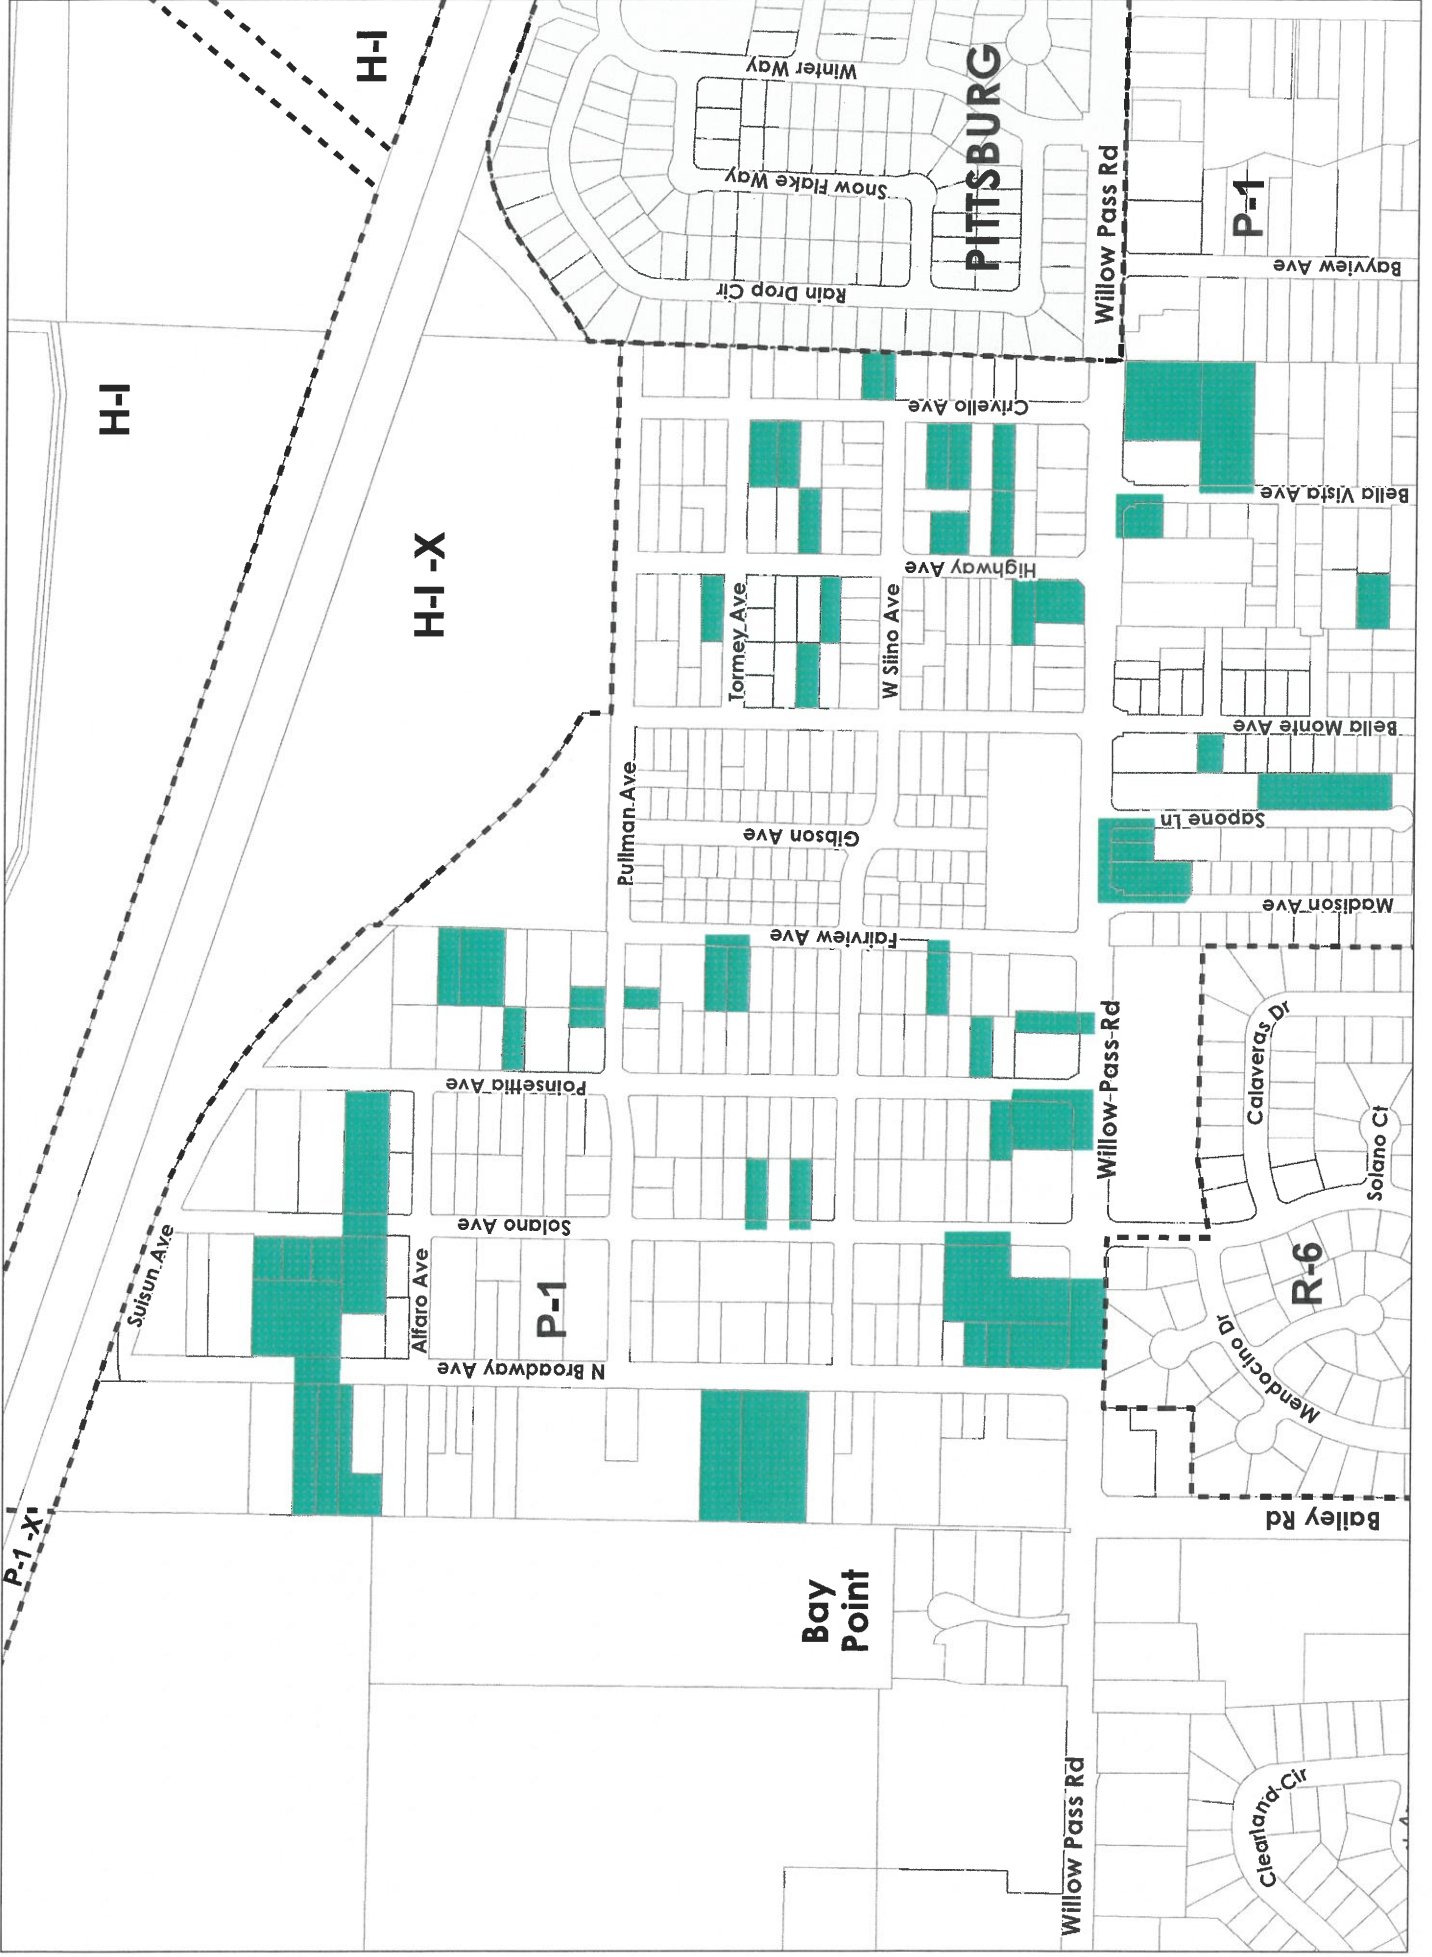 H-I
H-I
H-I -X
P-1 -X
PITTSBURG
Winter Way
Snow Flake Way
Rain Drop Cir
Willow Pass Rd
P-1
Bayview Ave
Crivello Ave
Bella Vista Ave
Highway Ave
Tormey Ave
W Siino Ave
Bella Monte Ave
Pullman Ave
Gibson Ave
Sapone Ln
Madison Ave
Fairview Ave
Poinsettia Ave
Willow Pass Rd
Calaveras Dr
Solano Ct
Suisun Ave
Solano Ave
Alfaro Ave
P-1
N Broadway Ave
R-6
Mendocino Dr
Bailey Rd
Bay
Point
Willow Pass Rd
Clearland Cir